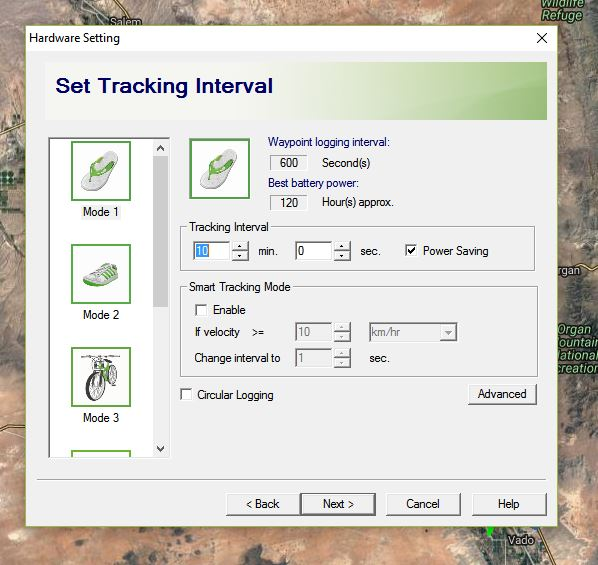 Wildlife
Refuge
Salem
Hardware Setting
Set Tracking Interval
Waypoint logging interval:
600 Second(s)
Best battery power:
120 Hour(s) approx.
Mode 1
Tracking Interval
10 min. 0 sec. Power Saving
Mode 2
Smart Tracking Mode
Enable
If velocity >= 10 km/hr
Change interval to 1 sec.
Mode 3
Circular Logging
Advanced
rgan
Organ
ountain
ational
creation
< Back Next > Cancel Help
Vado